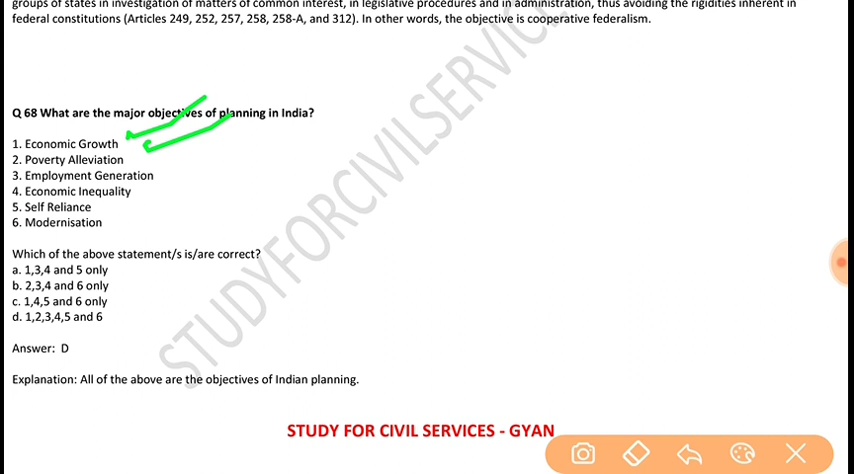 groups of states in investigation of matters of common interest, in legislative procedures and in administration, thus avoiding the rigidities inherent in
federal constitutions (Articles 249, 252, 257, 258, 258-A, and 312). In other words, the objective is cooperative federalism.
Q 68 What are the major objectives of planning in India?
1. Economic Growth
2. Poverty Alleviation
3. Employment Generation
4. Economic Inequality
5. Self Reliance
6. Modernisation
Which of the above statement/s is/are correct?
a. 1,3,4 and 5 only
b. 2,3,4 and 6 only
c. 1,4,5 and 6 only
d. 1,2,3,4,5 and 6
Answer: D
Explanation: All of the above are the objectives of Indian planning.
STUDYFORCIVILSERVIC
STUDY FOR CIVIL SERVICES - GYAN